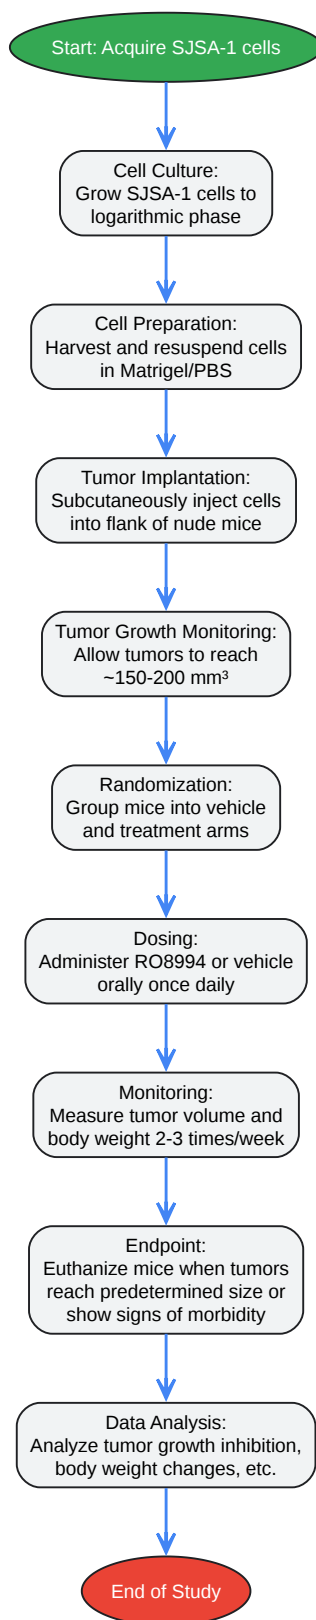 Start: Acquire SJSA-1 cells
Cell Culture:
Grow SJSA-1 cells to
logarithmic phase
Cell Preparation:
Harvest and resuspend cells
in Matrigel/PBS
Tumor Implantation:
Subcutaneously inject cells
into flank of nude mice
Tumor Growth Monitoring:
Allow tumors to reach
~150-200 mm³
Randomization:
Group mice into vehicle
and treatment arms
Dosing:
Administer RO8994 or vehicle
orally once daily
Monitoring:
Measure tumor volume and
body weight 2-3 times/week
Endpoint:
Euthanize mice when tumors
reach predetermined size or
show signs of morbidity
Data Analysis:
Analyze tumor growth inhibition,
body weight changes, etc.
End of Study